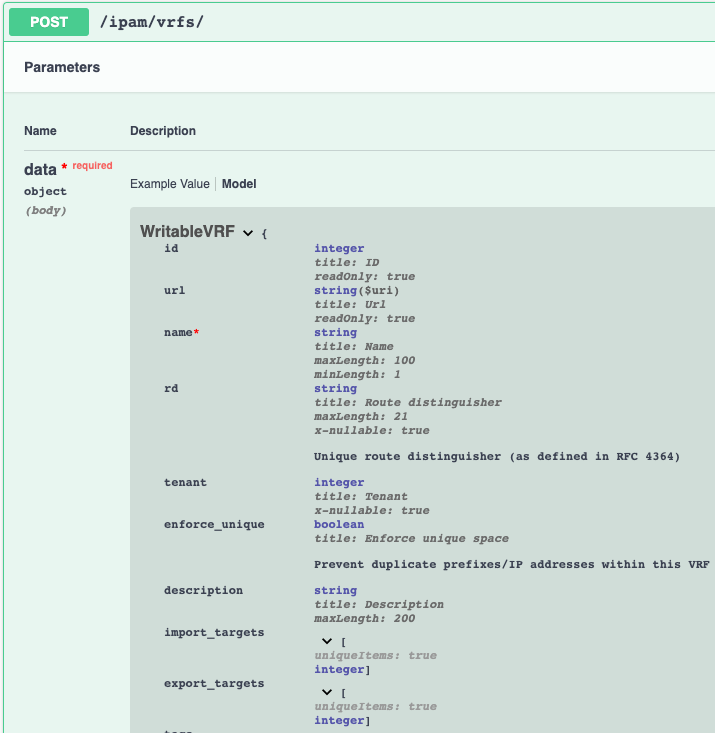 POST /ipam/vrfs/
Parameters
Name Description
data * required
object
(body)
Example Value Model
WritableVRF {
id integer
title: ID
readOnly: true
url string($uri)
title: Url
readOnly: true
name* string
title: Name
maxLength: 100
minLength: 1
rd string
title: Route distinguisher
maxLength: 21
x-nullable: true
Unique route distinguisher (as defined in RFC 4364)
tenant integer
title: Tenant
x-nullable: true
enforce_unique boolean
title: Enforce unique space
Prevent duplicate prefixes/IP addresses within this VRF
description string
title: Description
maxLength: 200
import_targets [
uniqueItems: true
integer]
export_targets [
uniqueItems: true
integer]